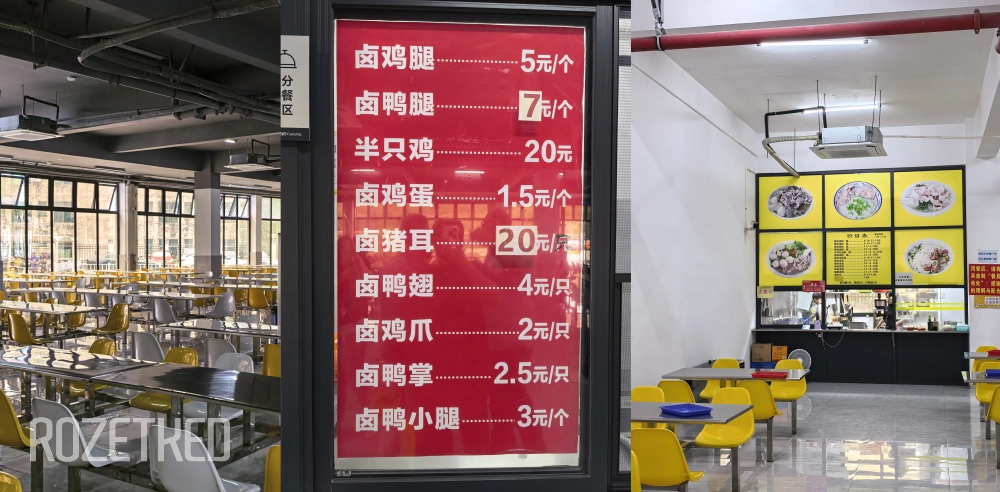 分餐区
卤鸡腿 5元/个
卤鸭腿 7元/个
半只鸡 20元
卤鸡蛋 1.5元/个
卤猪耳 20元/只
卤鸭翅 4元/只
卤鸡爪 2元/只
卤鸭掌 2.5元/只
卤鸭小腿 3元/个
价目表
ROZETKED